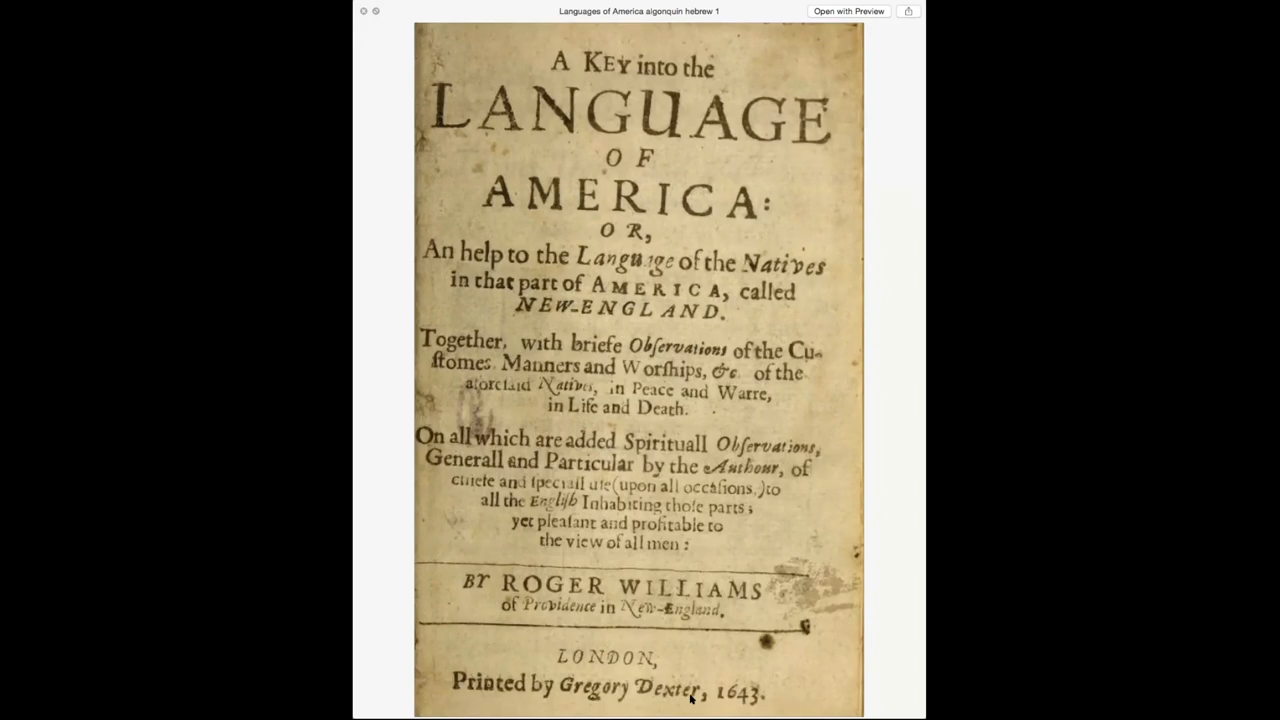 Languages of America algonquin hebrew 1
Open with Preview
A KEY into the
LANGUAGE
OF
AMERICA:
OR,
An help to the Language of the Natives
in that part of AMERICA, called
NEW-ENGLAND.
Together, with briefe Obſervations of the Cu-
ſtomes, Manners and Worſhips, &c. of the
aforeſaid Natives, in Peace and Warre,
in Life and Death.
On all which are added Spirituall Obſervations,
Generall and Particular by the Authour, of
chiefe and ſpeciall uſe (upon all occaſions,) to
all the Engliſh Inhabiting thoſe parts;
yet pleaſant and profitable to
the view of all men:
BY ROGER WILLIAMS
of Providence in New-England.
LONDON,
Printed by Gregory Dexter, 1643.